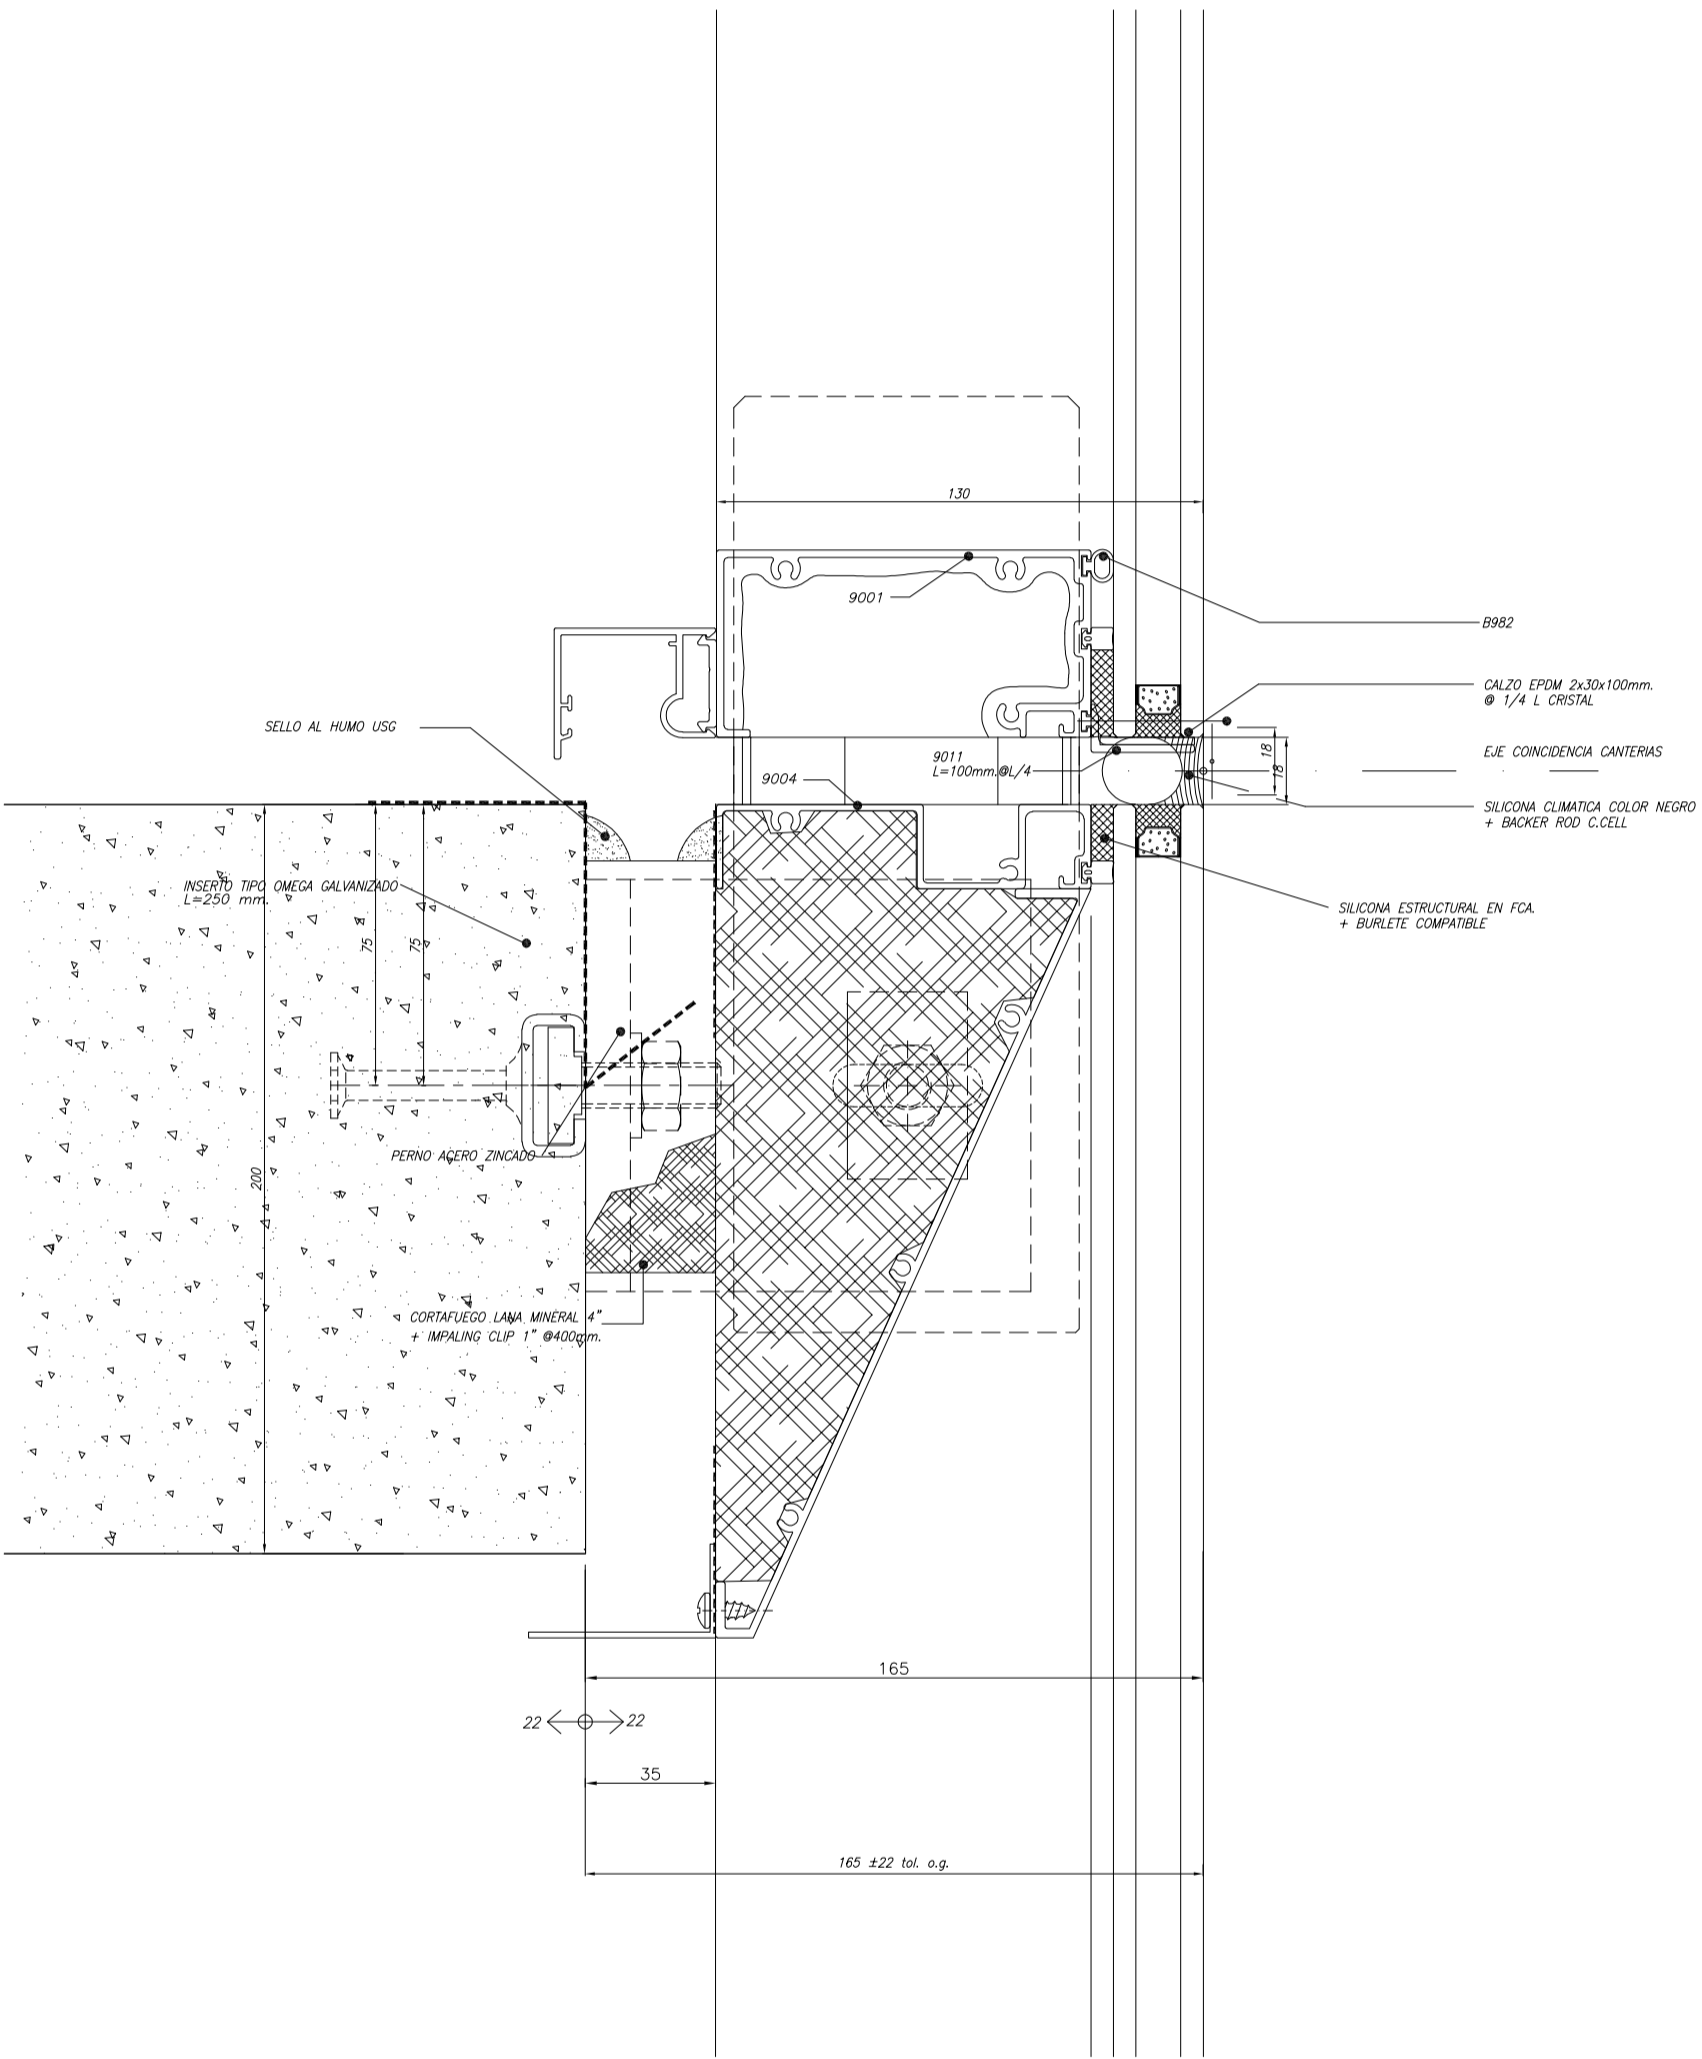 130
9001
B982
CALZO EPDM 2x30x100mm.
@ 1/4 L CRISTAL
SELLO AL HUMO USG
18
18
EJE COINCIDENCIA CANTERIAS
9011
L=100mm.@L/4
9004
SILICONA CLIMATICA COLOR NEGRO
+ BACKER ROD C.CELL
INSERTO TIPO OMEGA GALVANIZADO
L=250 mm.
SILICONA ESTRUCTURAL EN FCA.
+ BURLETE COMPATIBLE
75
75
PERNO ACERO ZINCADO
200
CORTAFUEGO LANA MINERAL 4"
+ IMPALING CLIP 1" @400mm.
165
22
22
35
165 ±22 tol. o.g.